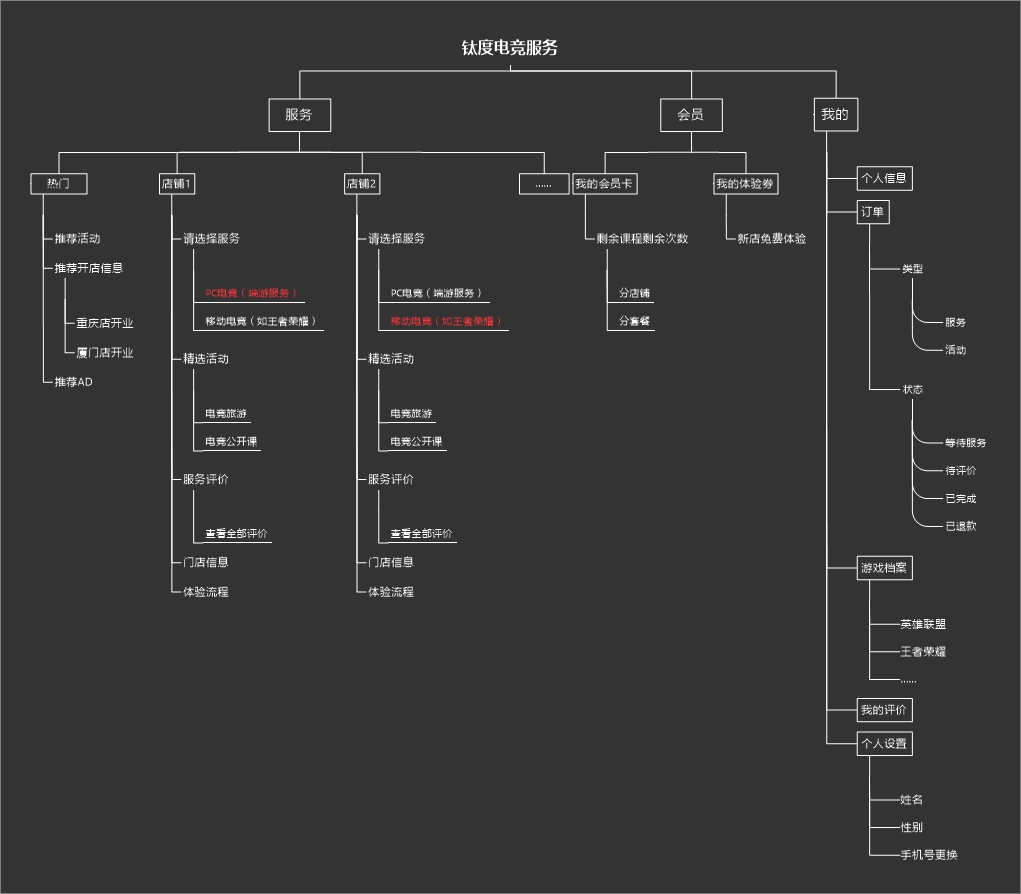 钛度电竞服务
服务
会员
我的
热门
店铺1
店铺2
......
我的会员卡
我的体验券
推荐活动
推荐开店信息
重庆店开业
厦门店开业
推荐AD
请选择服务
PC电竞（端游服务）
移动电竞（如王者荣耀）
精选活动
电竞旅游
电竞公开课
服务评价
查看全部评价
门店信息
体验流程
请选择服务
PC电竞（端游服务）
移动电竞（如王者荣耀）
精选活动
电竞旅游
电竞公开课
服务评价
查看全部评价
门店信息
体验流程
剩余课程剩余次数
分店铺
分套餐
新店免费体验
个人信息
订单
类型
服务
活动
状态
等待服务
待评价
已完成
已退款
游戏档案
英雄联盟
王者荣耀
......
我的评价
个人设置
姓名
性别
手机号更换